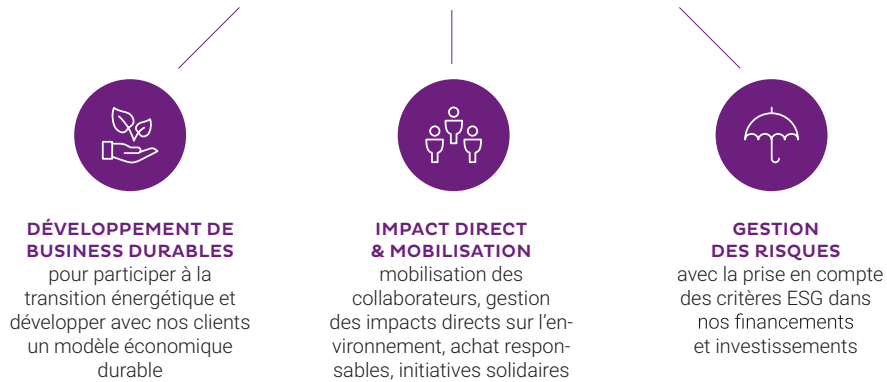 DÉVELOPPEMENT DE
BUSINESS DURABLES
pour participer à la
transition énergétique et
développer avec nos clients
un modèle économique
durable
IMPACT DIRECT
& MOBILISATION
mobilisation des
collaborateurs, gestion
des impacts directs sur l’en-
vironnement, achat respon-
sables, initiatives solidaires
GESTION
DES RISQUES
avec la prise en compte
des critères ESG dans
nos financements
et investissements